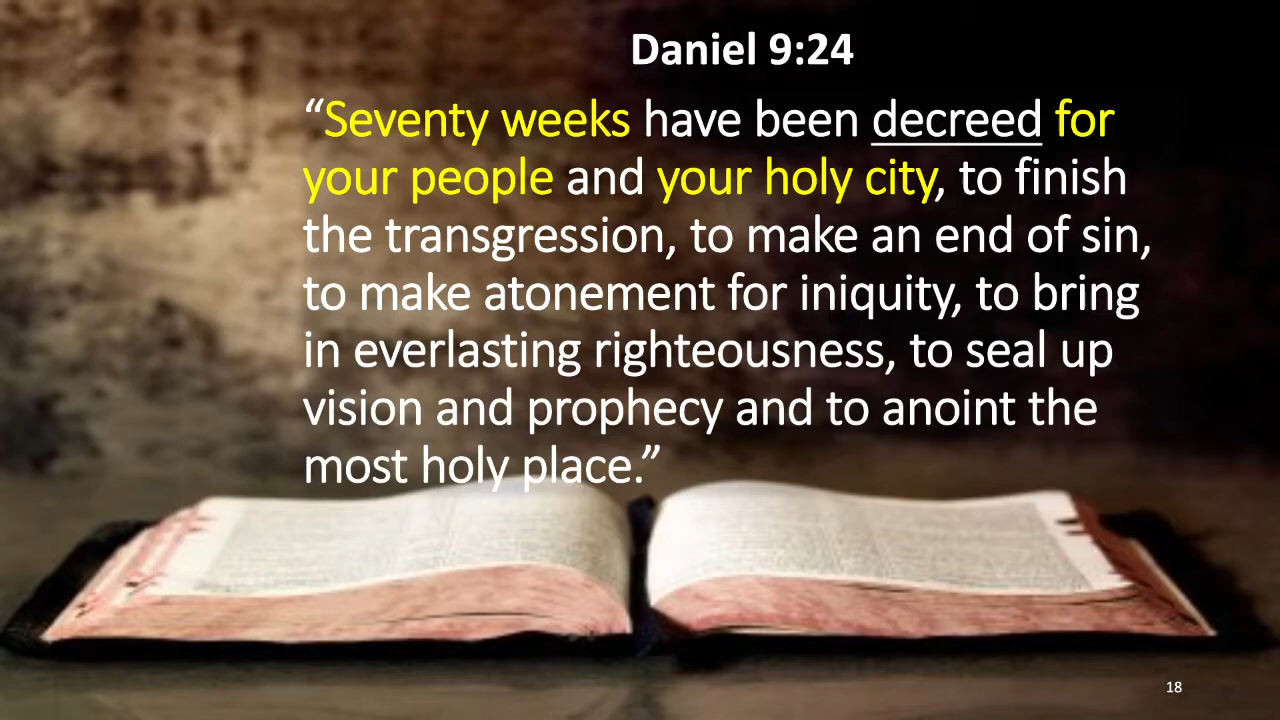 Daniel 9:24
“Seventy weeks have been decreed for
your people and your holy city, to finish
the transgression, to make an end of sin,
to make atonement for iniquity, to bring
in everlasting righteousness, to seal up
vision and prophecy and to anoint the
most holy place.”
18